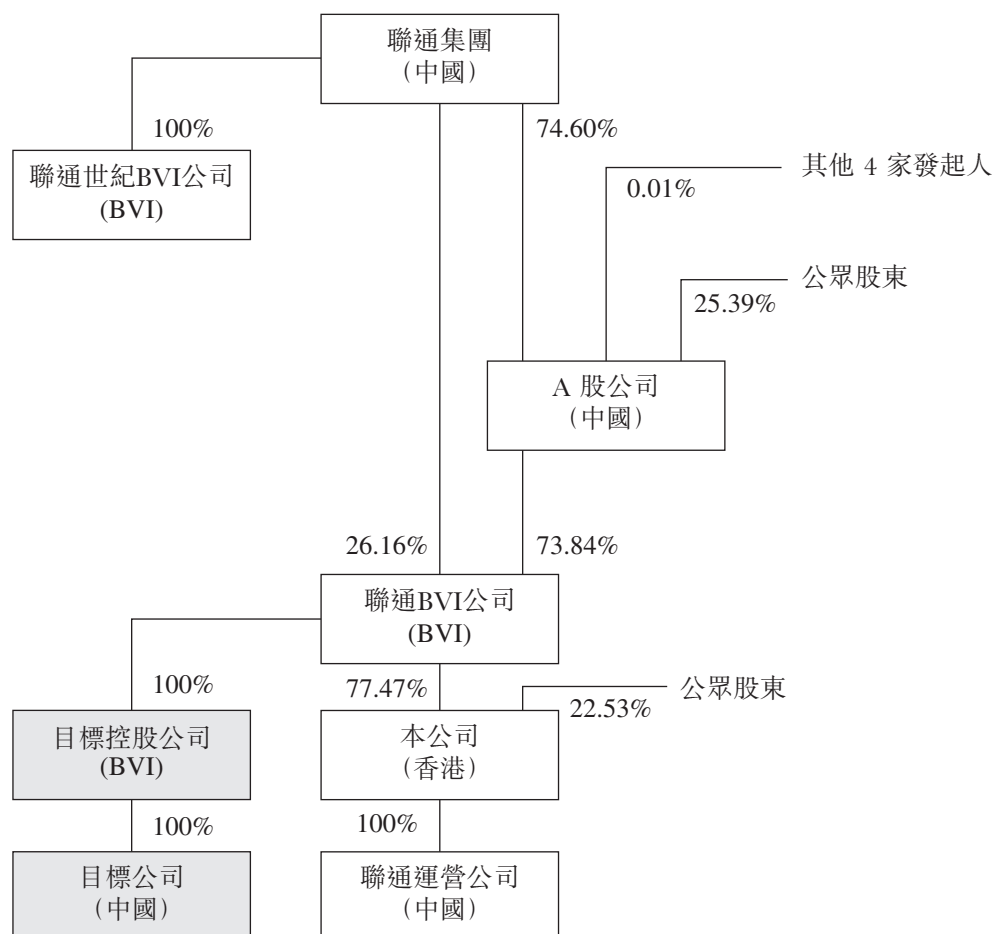 聯通集團
（中國）
100%
74.60%
聯通世紀BVI公司
(BVI)
其他 4 家發起人
0.01%
公眾股東
25.39%
A 股公司
（中國）
26.16%
73.84%
聯通BVI公司
(BVI)
100%
77.47%
公眾股東
22.53%
目標控股公司
(BVI)
本公司
（香港）
100%
100%
目標公司
（中國）
聯通運營公司
（中國）